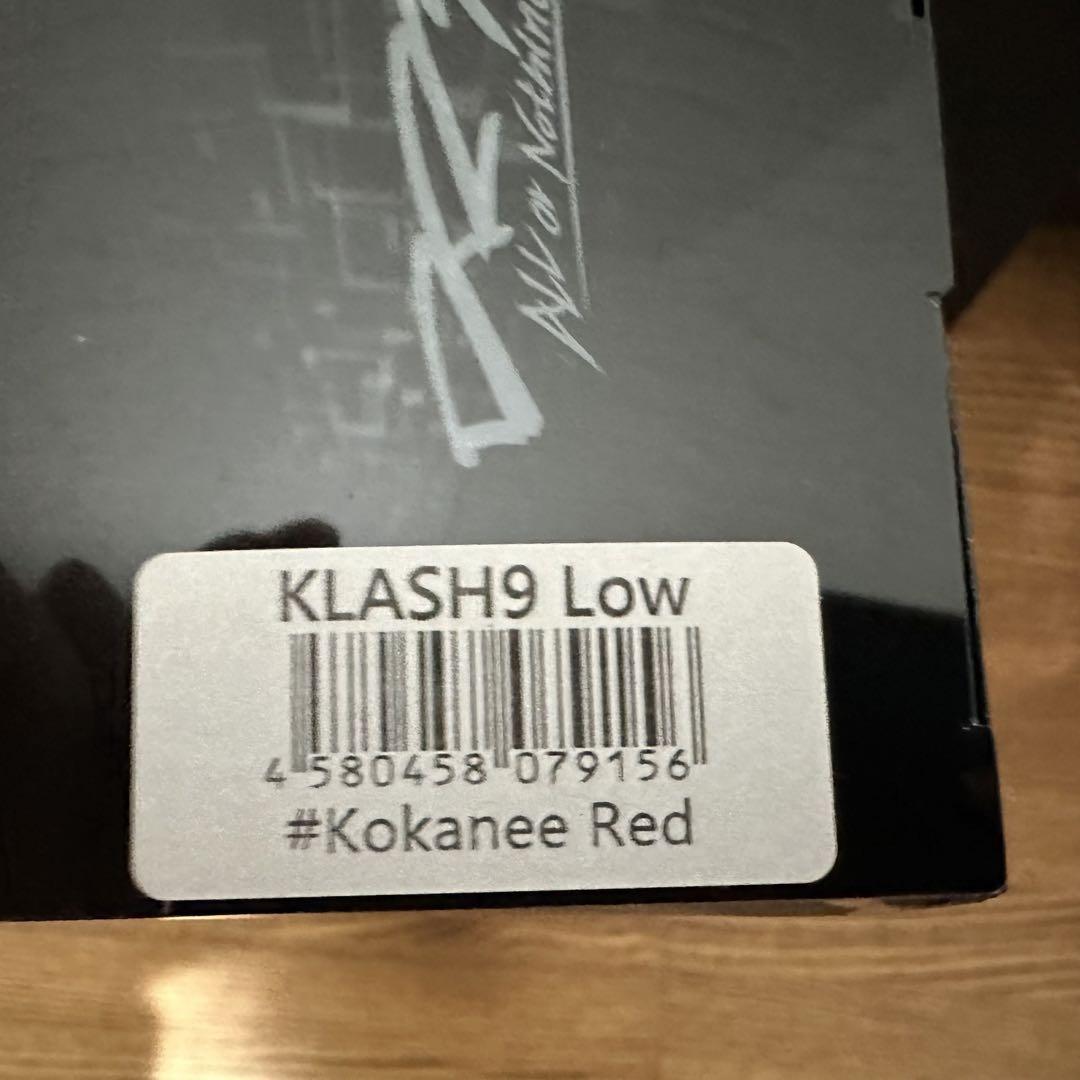 All or Nothing
KLASH9 Low
4 580458 079156
#Kokanee Red